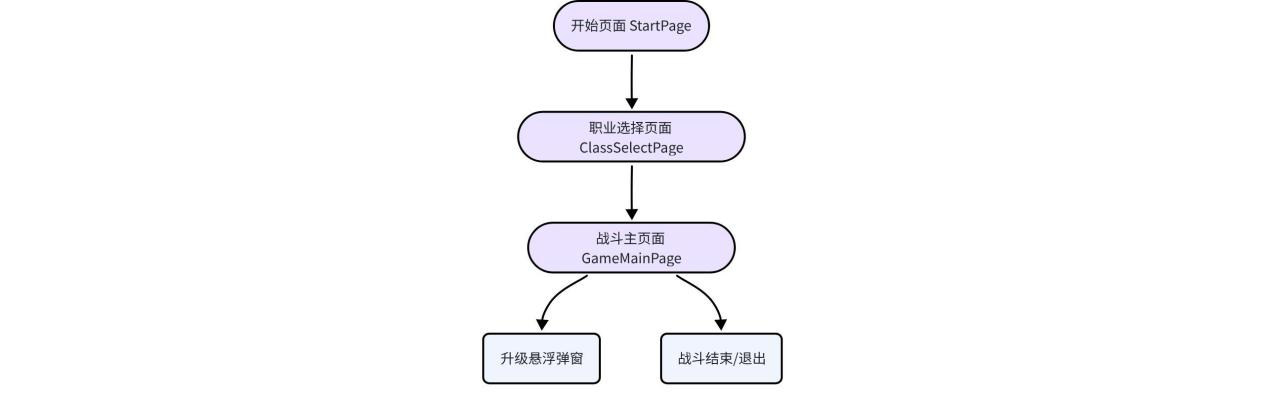 开始页面 StartPage
职业选择页面
ClassSelectPage
战斗主页面
GameMainPage
升级悬浮弹窗
战斗结束/退出